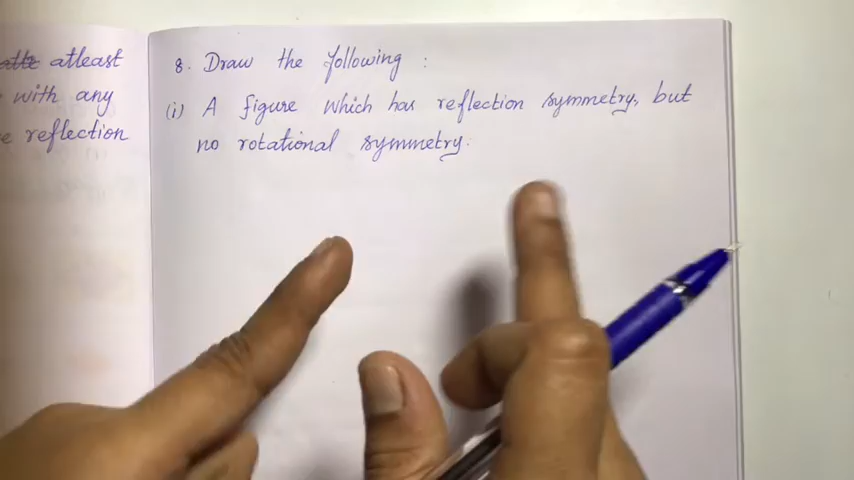 atleast
with any
reflection
8. Draw the following :
(i) A figure which has reflection symmetry, but
no rotational symmetry.